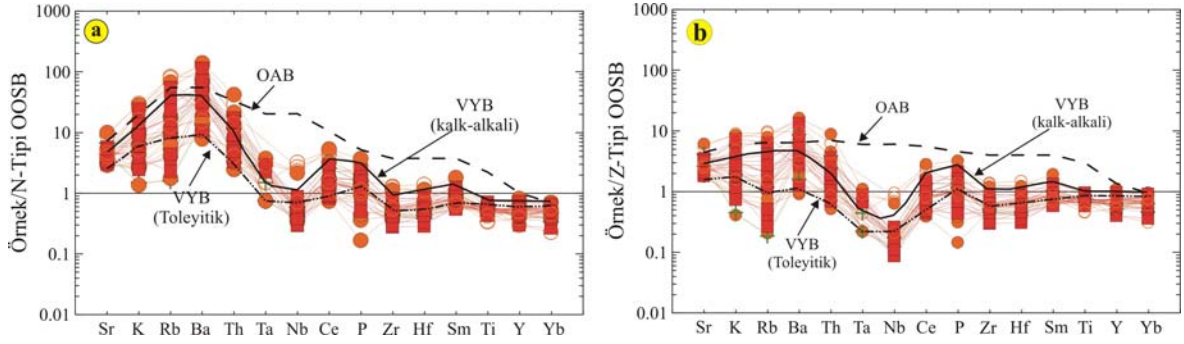 a
Örnek/N-Tipi OOSB
1000
100
10
1
0.1
0.01
OAB
VYB
(kalk-alkali)
VYB
(Toleyitik)
Sr K Rb Ba Th Ta Nb Ce P Zr Hf Sm Ti Y Yb
b
Örnek/Z-Tipi OOSB
1000
100
10
1
0.1
0.01
OAB
VYB
(kalk-alkali)
VYB
(Toleyitik)
Sr K Rb Ba Th Ta Nb Ce P Zr Hf Sm Ti Y Yb